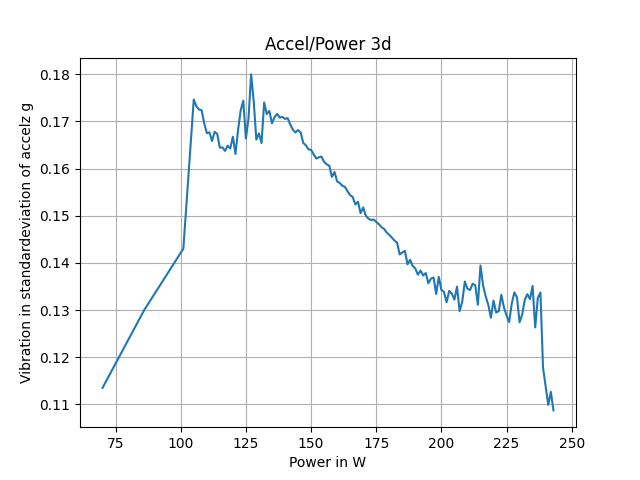 Accel/Power 3d
Vibration in standardeviation of accelz g
0.18
0.17
0.16
0.15
0.14
0.13
0.12
0.11
75 100 125 150 175 200 225 250
Power in W